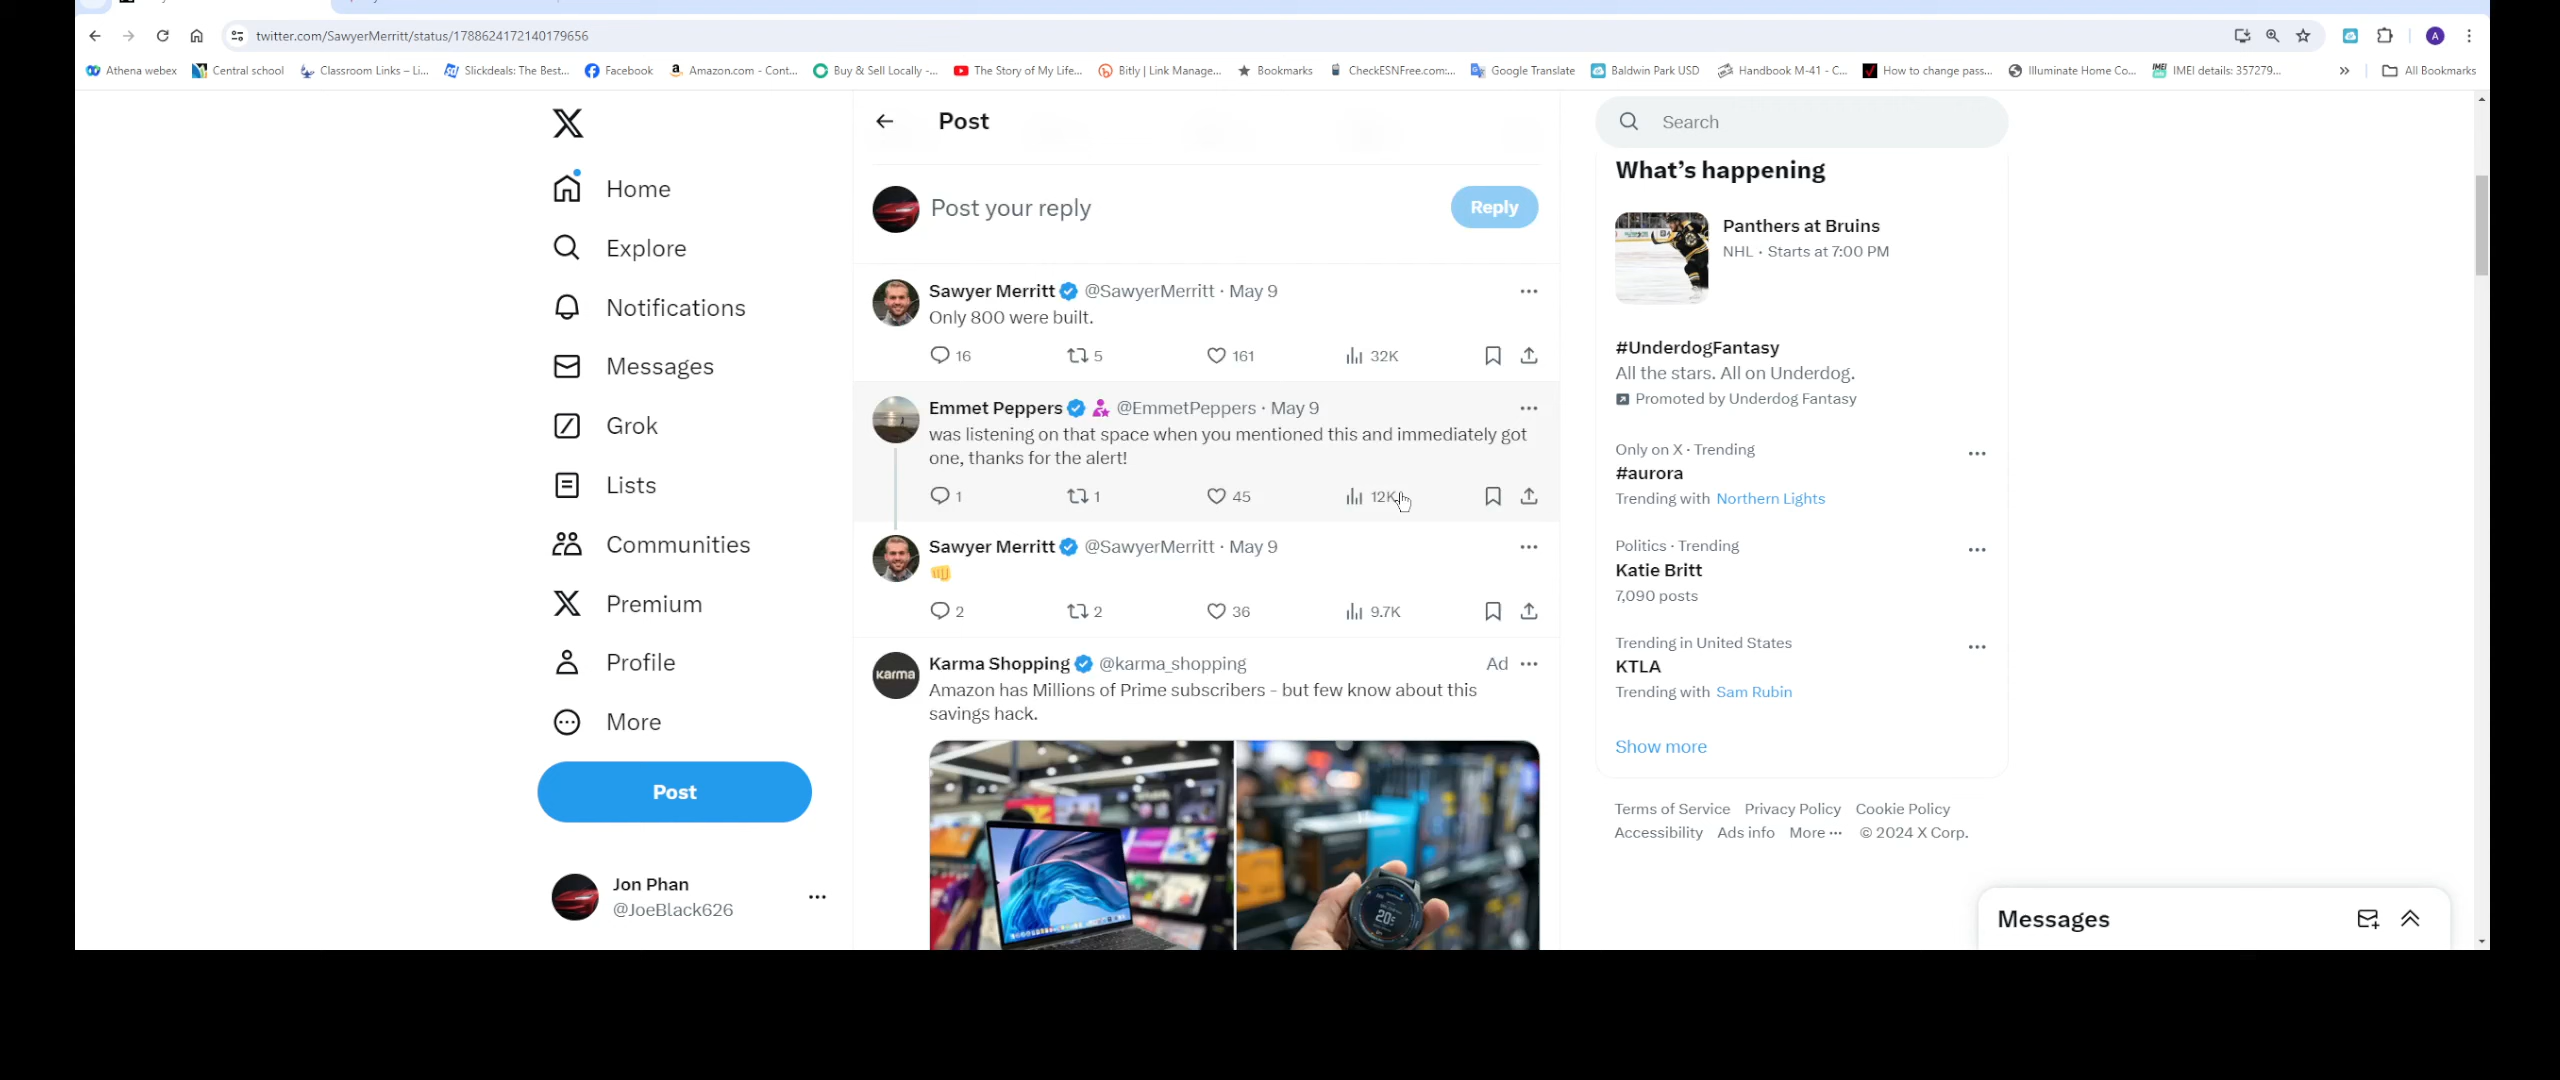 twitter.com/SawyerMerritt/status/1788624172140179656
Athena webex
Central school
Classroom Links – Li...
Slickdeals: The Best...
Facebook
Amazon.com - Cont...
Buy & Sell Locally -...
The Story of My Life...
Bitly | Link Manage...
Bookmarks
CheckESNFree.com:...
Google Translate
Baldwin Park USD
Handbook M-41 - C...
How to change pass...
Illuminate Home Co...
IMEI details: 357279...
All Bookmarks
Home
Explore
Notifications
Messages
Grok
Lists
Communities
Premium
Profile
More
Post
Jon Phan
@JoeBLack626
Post
Post your reply
Reply
Sawyer Merritt @SawyerMerritt · May 9
Only 800 were built.
16 5 161 32K
Emmet Peppers @EmmetPeppers · May 9
was listening on that space when you mentioned this and immediately got
one, thanks for the alert!
1 1 45 12K
Sawyer Merritt @SawyerMerritt · May 9
👊
2 2 36 9.7K
Karma Shopping @karma_shopping Ad
karma
Amazon has Millions of Prime subscribers - but few know about this
savings hack.
Search
What's happening
Panthers at Bruins
NHL · Starts at 7:00 PM
#UnderdogFantasy
All the stars. All on Underdog.
Promoted by Underdog Fantasy
Only on X · Trending
#aurora
Trending with Northern Lights
Politics · Trending
Katie Britt
7,090 posts
Trending in United States
KTLA
Trending with Sam Rubin
Show more
Terms of Service Privacy Policy Cookie Policy
Accessibility Ads info More ··· © 2024 X Corp.
Messages